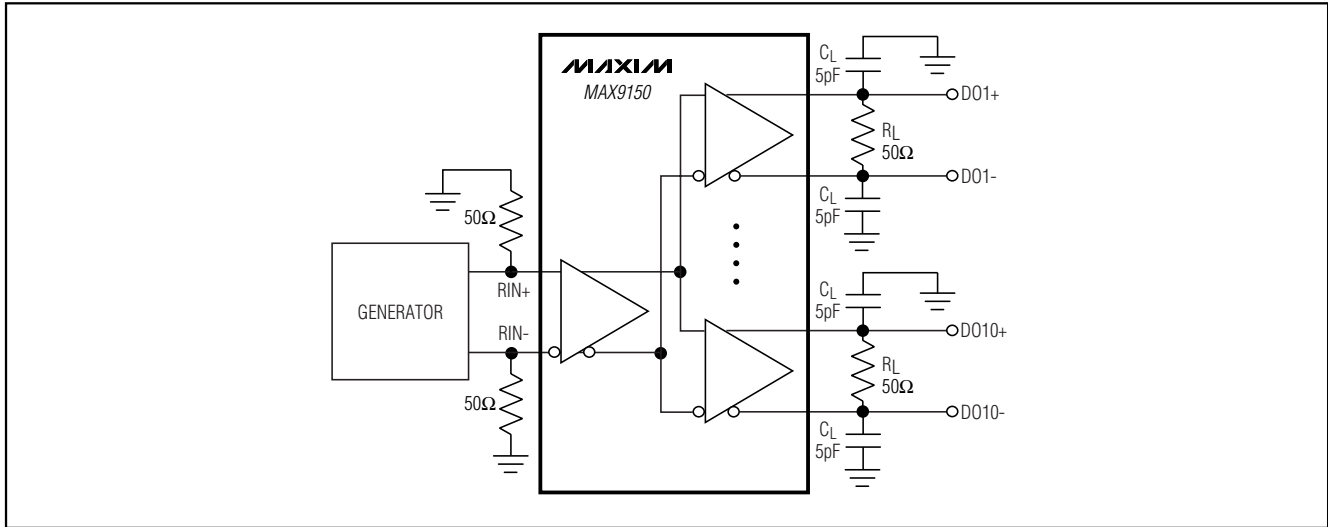 MAXIM
MAX9150
CL
5pF
DO1+
RL
50Ω
DO1-
CL
5pF
50Ω
GENERATOR
RIN+
RIN-
50Ω
CL
5pF
DO10+
RL
50Ω
DO10-
CL
5pF